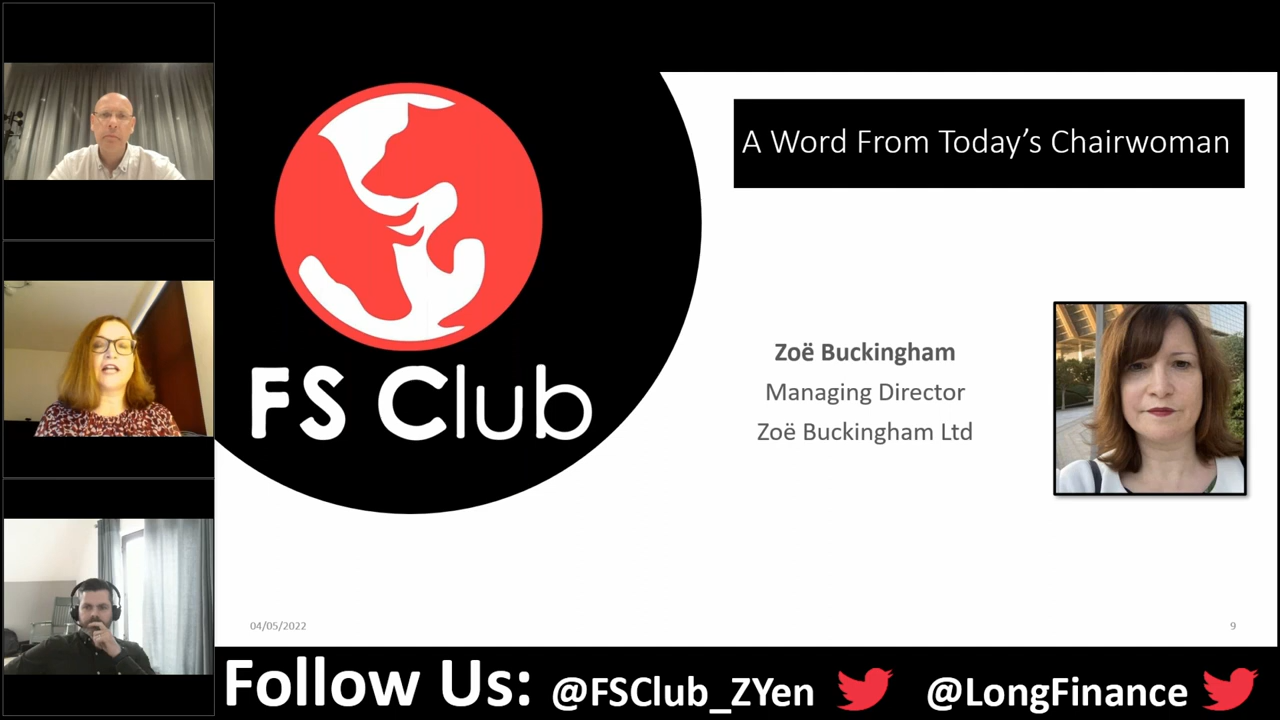 A Word From Today's Chairwoman
FS Club
Zoë Buckingham
Managing Director
Zoë Buckingham Ltd
04/05/2022
9
Follow Us: @FSClub_ZYen @LongFinance